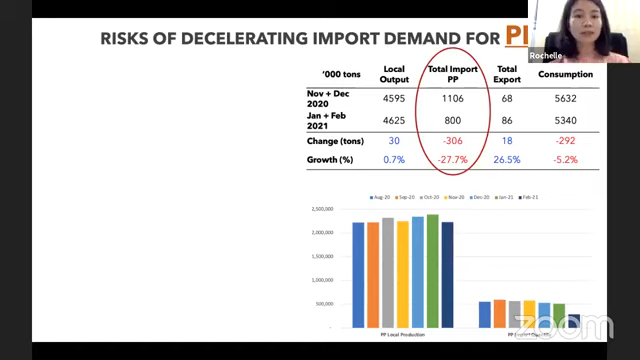 RISKS OF DECELERATING IMPORT DEMAND FOR
Rochelle
'000 tons Local Output Total Import PP Total Export Consumption
Nov + Dec 2020 4595 1106 68 5632
Jan + Feb 2021 4625 800 86 5340
Change (tons) 30 -306 18 -292
Growth (%) 0.7% -27.7% 26.5% -5.2%
Aug-20 Sep-20 Oct-20 Nov-20 Dec-20 Jan-21 Feb-21
2,500,000
2,000,000
1,500,000
1,000,000
500,000
-
PP Local Production
PP
zoom